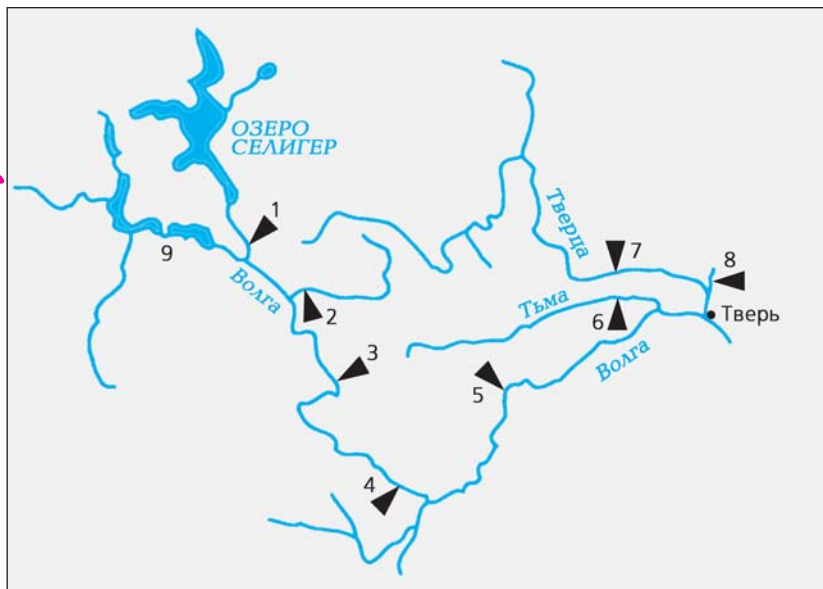 ОЗЕРО
СЕЛИГЕР
1
9
Волга
2
3
4
5
Тверца
7
8
Тьма
6
Волга
Тверь